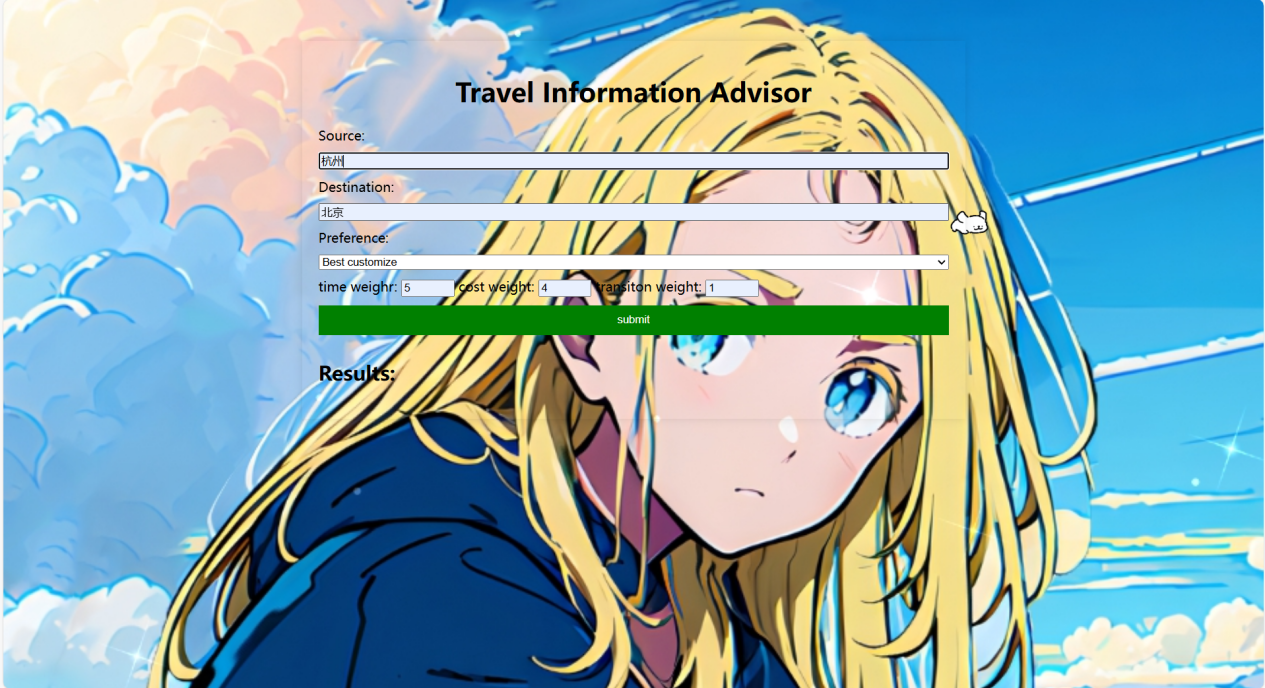 Travel Information Advisor
Source:
杭州
Destination:
北京
Preference:
Best customize
time weighr: 5 cost weight: 4 transiton weight: 1
submit
Results: